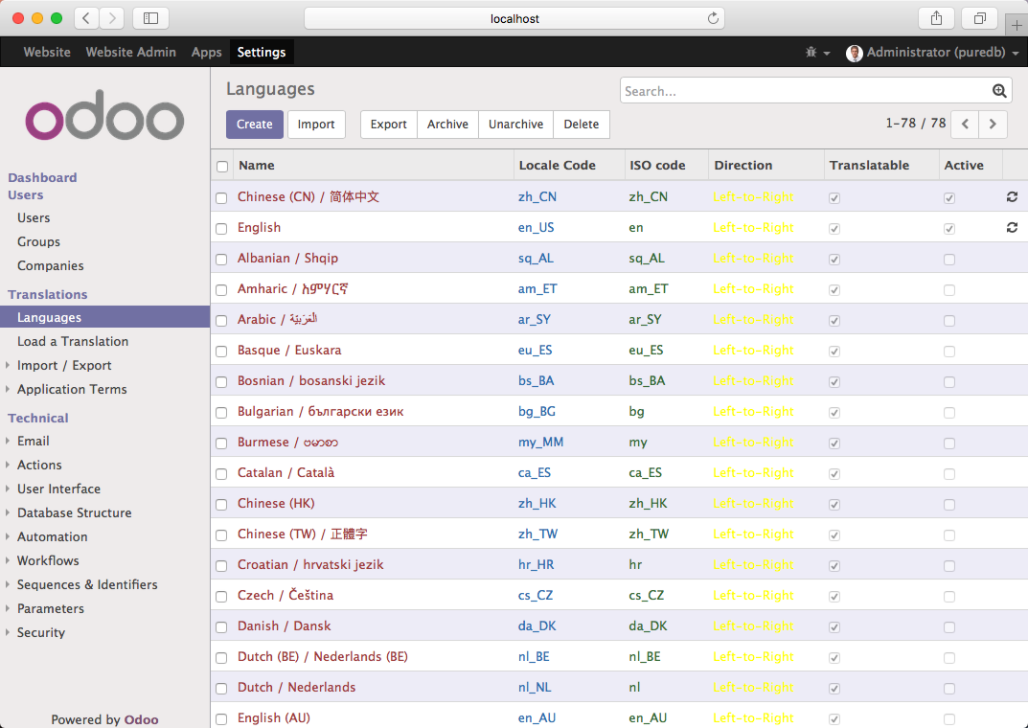 localhost
Website Website Admin Apps Settings Administrator (puredb)
odoo
Dashboard
Users
Users
Groups
Companies
Translations
Languages
Load a Translation
Import / Export
Application Terms
Technical
Email
Actions
User Interface
Database Structure
Automation
Workflows
Sequences & Identifiers
Parameters
Security
Powered by Odoo
Languages
Search...
Create Import Export Archive Unarchive Delete 1-78 / 78
Name Locale Code ISO code Direction Translatable Active
Chinese (CN) / 简体中文 zh_CN zh_CN Left-to-Right
English en_US en Left-to-Right
Albanian / Shqip sq_AL sq_AL Left-to-Right
Amharic / አምሃርኛ am_ET am_ET Left-to-Right
Arabic / الْعَرَبيّة ar_SY ar_SY Left-to-Right
Basque / Euskara eu_ES eu_ES Left-to-Right
Bosnian / bosanski jezik bs_BA bs_BA Left-to-Right
Bulgarian / български език bg_BG bg Left-to-Right
Burmese / ဗမာစာ my_MM my Left-to-Right
Catalan / Català ca_ES ca_ES Left-to-Right
Chinese (HK) zh_HK zh_HK Left-to-Right
Chinese (TW) / 正體字 zh_TW zh_TW Left-to-Right
Croatian / hrvatski jezik hr_HR hr Left-to-Right
Czech / Čeština cs_CZ cs_CZ Left-to-Right
Danish / Dansk da_DK da_DK Left-to-Right
Dutch (BE) / Nederlands (BE) nl_BE nl_BE Left-to-Right
Dutch / Nederlands nl_NL nl Left-to-Right
English (AU) en_AU en_AU Left-to-Right